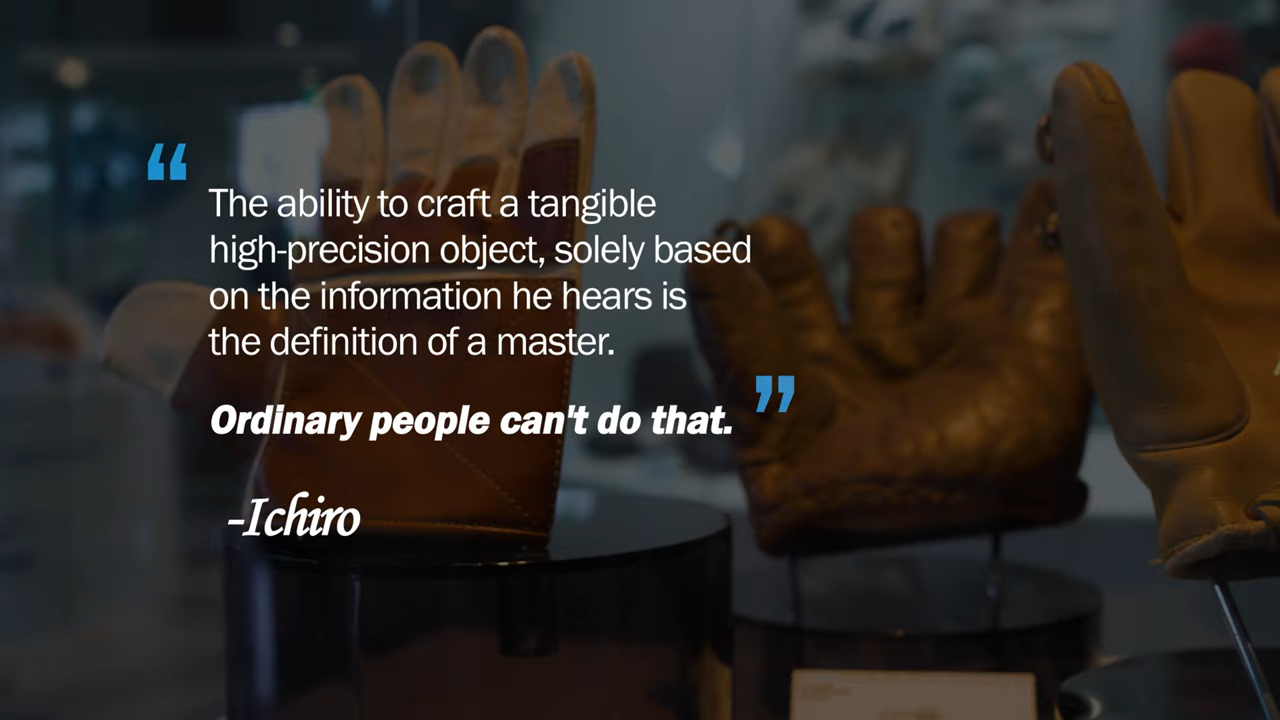 “
The ability to craft a tangible
high-precision object, solely based
on the information he hears is
the definition of a master.
Ordinary people can't do that. ”
-Ichiro